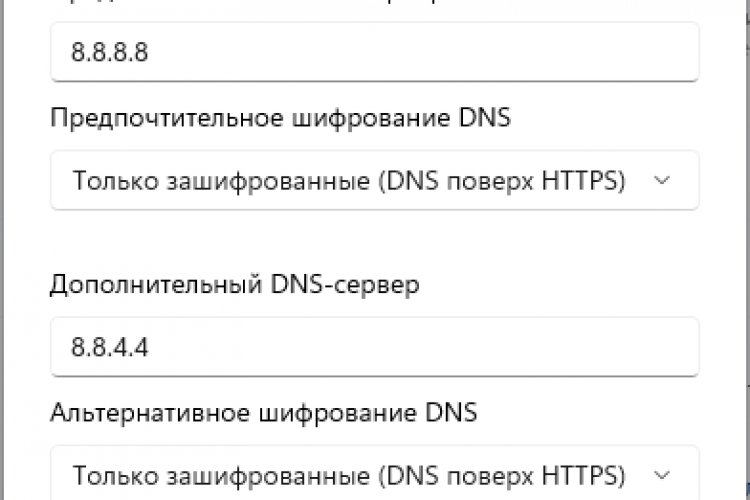 8.8.8.8
Предпочтительное шифрование DNS
Только зашифрованные (DNS поверх HTTPS)
Дополнительный DNS-сервер
8.8.4.4
Альтернативное шифрование DNS
Только зашифрованные (DNS поверх HTTPS)